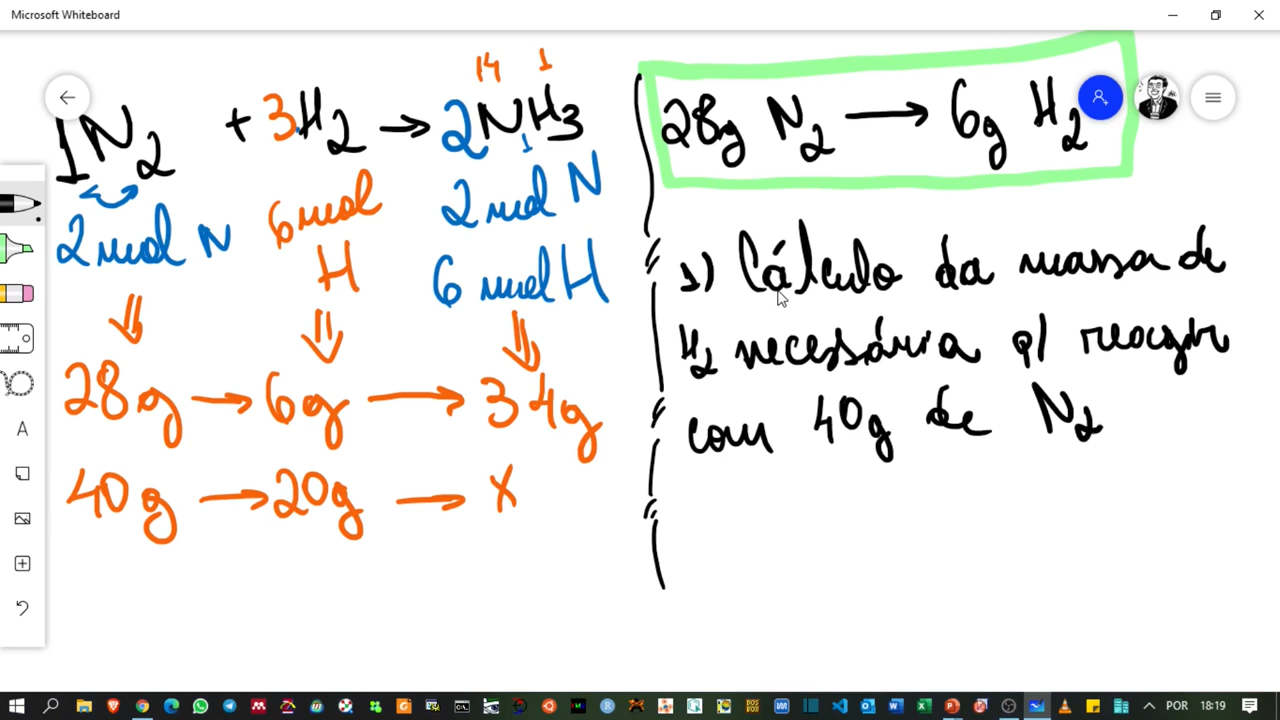 Microsoft Whiteboard
14 1
1N2 + 3H2 → 2NH3
1
2 mol N
6 mol
H
2 mol N
6 mol H
28g → 6g → 34g
40g → 20g → x
28g N2 → 6g H2
1) Cálculo da massa de
H2 necessária p/ reagir
com 40g de N2
A
POR 18:19